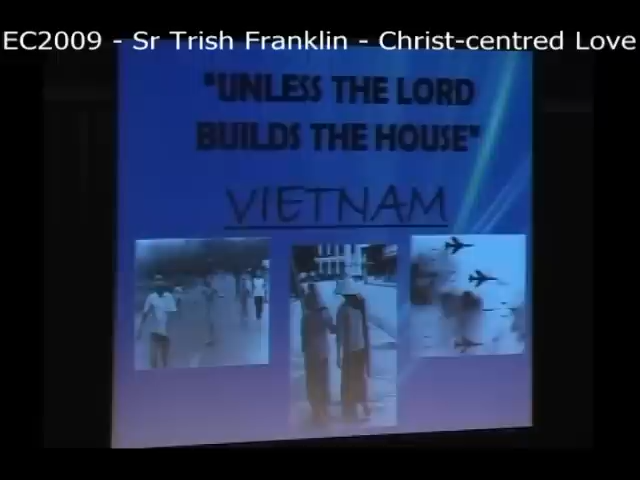 EC2009 - Sr Trish Franklin - Christ-centred Love
"UNLESS THE LORD
BUILDS THE HOUSE"
VIETNAM